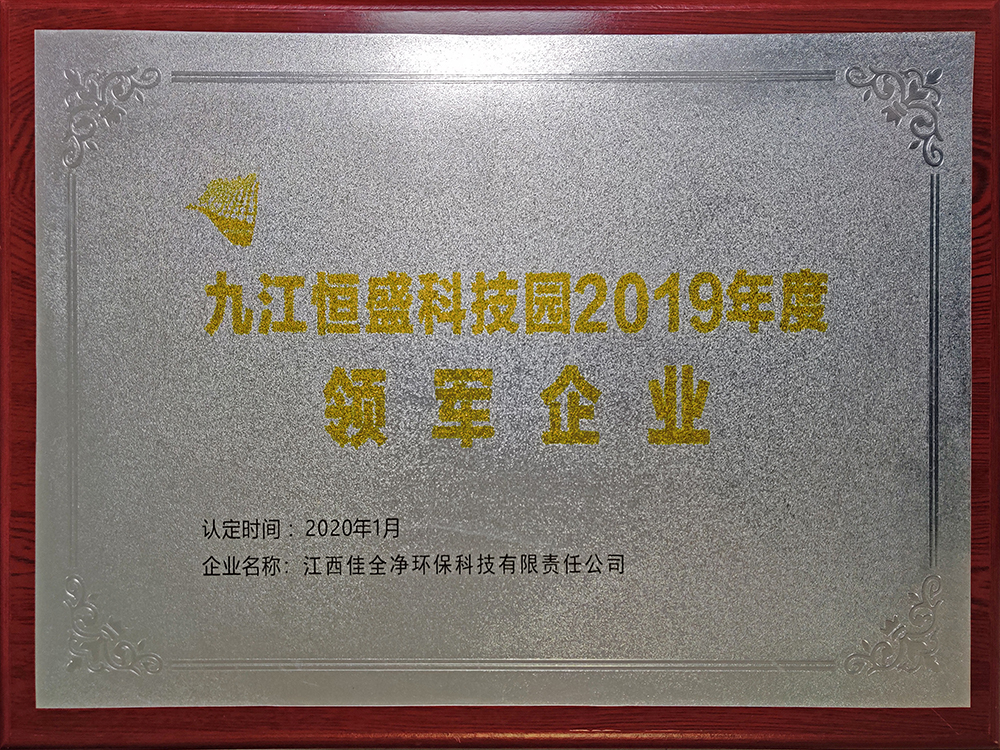 九江恒盛科技园2019年度
领军企业
认定时间：2020年1月
企业名称：江西佳全净环保科技有限责任公司